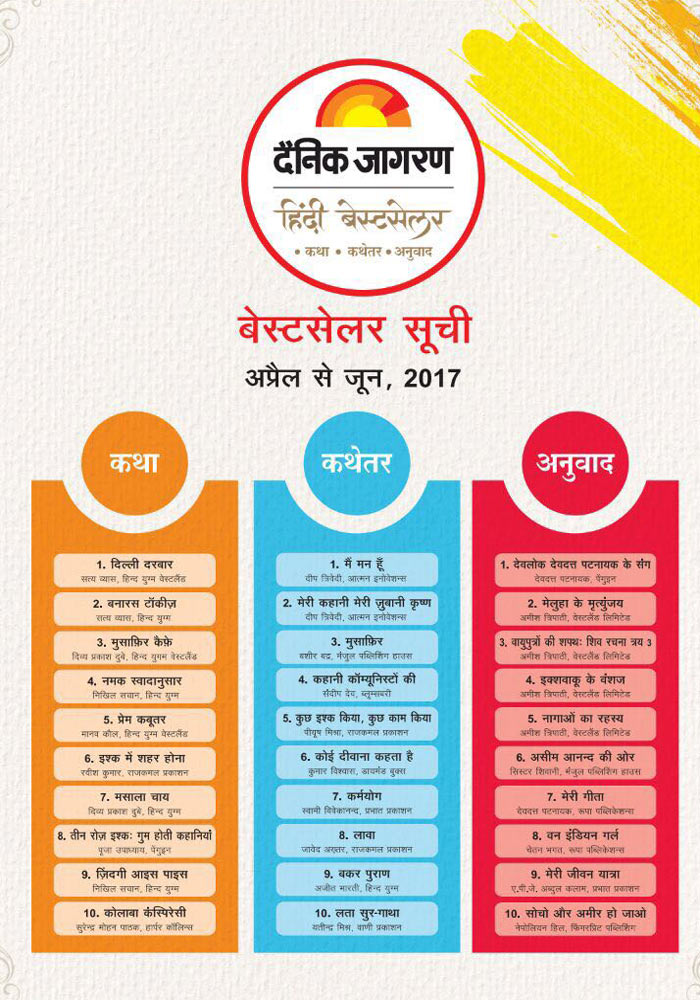 दैनिक जागरण
हिंदी बेस्टसेलर
• कथा • कथेतर • अनुवाद
बेस्टसेलर सूची
अप्रैल से जून, 2017
कथा
1. दिल्ली दरबार
सत्य व्यास, हिन्द युग्म वेस्टलैंड
2. बनारस टॉकीज़
सत्य व्यास, हिन्द युग्म
3. मुसाफ़िर कैफ़े
दिव्य प्रकाश दुबे, हिन्द युगम वेस्टलैंड
4. नमक स्वादानुसार
निखिल सचान, हिन्द युग्म
5. प्रेम कबूतर
मानव कौल, हिन्द युग्म वेस्टलैंड
6. इश्क में शहर होना
रवीश कुमार, राजकमल प्रकाशन
7. मसाला चाय
दिव्य प्रकाश दुबे, हिन्द युग्म
8. तीन रोज़ इश्कः गुम होती कहानियाँ
पूजा उपाध्याय, पेंगुइन
9. ज़िंदगी आइस पाइस
निखिल सचान, हिन्द युग्म
10. कोलाबा कॅस्पिरेसी
सुरेन्द्र मोहन पाठक, हार्पर कॉलिन्स
कथेतर
1. मैं मन हूँ
दीप त्रिवेदी, आत्मन इनोवेशन्स
2. मेरी कहानी मेरी जुबानी कृष्ण
दीप त्रिवेदी, आत्मन इनोवेशन्स
3. मुसाफ़िर
बशीर बद्र, मंजुल पब्लिशिंग हाउस
4. कहानी कॉम्यूनिस्टों की
संदीप देव, ब्लूम्सबरी
5. कुछ इश्क किया, कुछ काम किया
पीयूष मिश्रा, राजकमल प्रकाशन
6. कोई दीवाना कहता है
कुमार विश्वास, डायमंड बुक्स
7. कर्मयोग
स्वामी विवेकानन्द, प्रभात प्रकाशन
8. लावा
जावेद अख़्तर, राजकमल प्रकाशन
9. बकर पुराण
अजीत भारती, हिन्द युग्म
10. लता सुर-गाथा
यतीन्द्र मिश्र, वाणी प्रकाशन
अनुवाद
1. देवलोक देवदत्त पटनायक के संग
देवदत्त पटनायक, पेंगुइन
2. मेलुहा के मृत्युंजय
अमीश त्रिपाठी, वेस्टलैंड लिमिटेड
3. वायुपुत्रों की शपथः शिव रचना त्रय 3
अमीश त्रिपाठी, वेस्टलैंड लिमिटेड
4. इक्शवाकू के वंशज
अमीश त्रिपाठी, वेस्टलैंड लिमिटेड
5. नागाओं का रहस्य
अमीश त्रिपाठी, वेस्टलैंड लिमिटेड
6. असीम आनन्द की ओर
सिस्टर शिवानी, मंजुल पब्लिशिंग हाउस
7. मेरी गीता
देवदत्त पटनायक, रूपा पब्लिकेशन्स
8. वन इंडियन गर्ल
चेतन भगत, रूपा पब्लिकेशन्स
9. मेरी जीवन यात्रा
ए.पी.जे. अब्दुल कलाम, प्रभात प्रकाशन
10. सोचो और अमीर हो जाओ
नेपोलियन हिल, फिंगरप्रिंट पब्लिशिंग